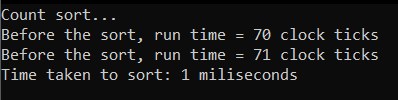 Count sort...
Before the sort, run time = 70 clock ticks
Before the sort, run time = 71 clock ticks
Time taken to sort: 1 miliseconds